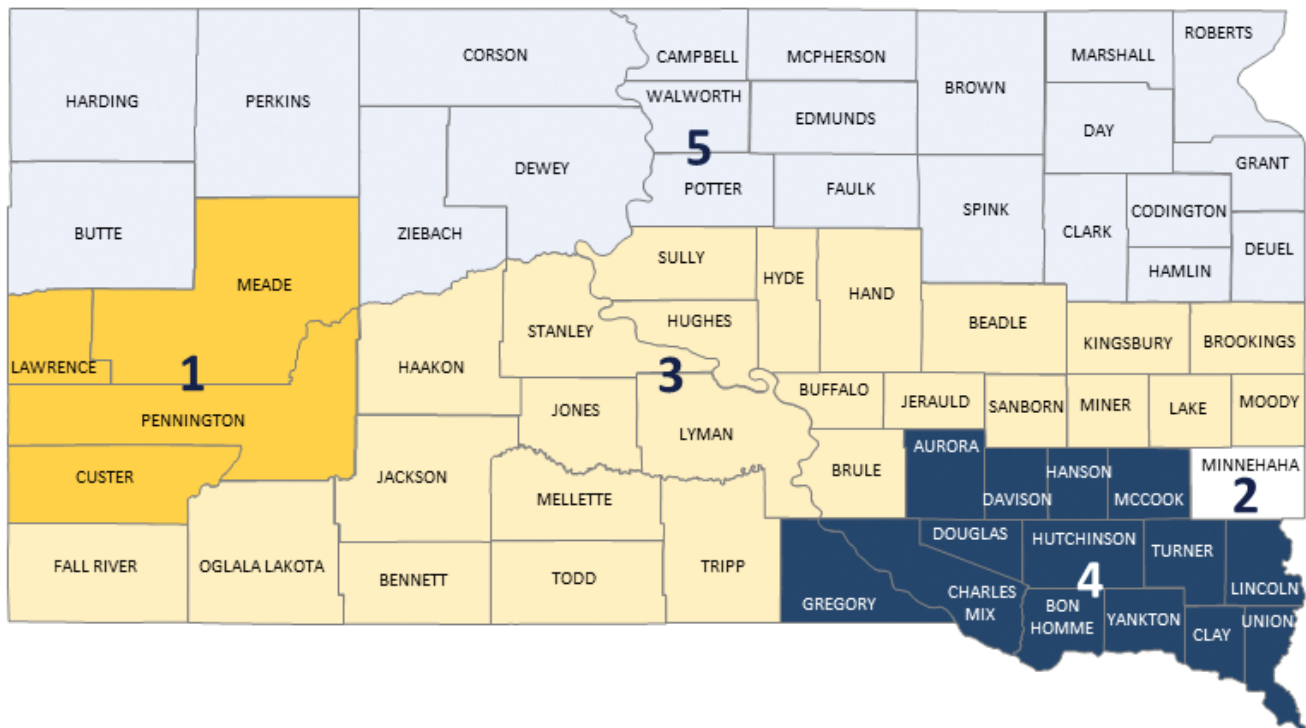 ROBERTS
CORSON
CAMPBELL
MCPHERSON
MARSHALL
HARDING
PERKINS
WALWORTH
BROWN
EDMUNDS
DAY
5
DEWEY
GRANT
POTTER
FAULK
SPINK
CODINGTON
BUTTE
ZIEBACH
CLARK
DEUEL
HAMLIN
SULLY
HYDE
MEADE
HAND
STANLEY
HUGHES
BEADLE
KINGSBURY
BROOKINGS
LAWRENCE
1
HAAKON
3
BUFFALO
JERAULD
SANBORN
MINER
LAKE
MOODY
JONES
PENNINGTON
LYMAN
AURORA
CUSTER
JACKSON
BRULE
HANSON
MINNEHAHA
2
MELLETTE
DAVISON
MCCOOK
DOUGLAS
HUTCHINSON
TURNER
FALL RIVER
OGLALA LAKOTA
BENNETT
TODD
TRIPP
4
GREGORY
CHARLES
MIX
LINCOLN
BON
HOMME
YANKTON
CLAY
UNION